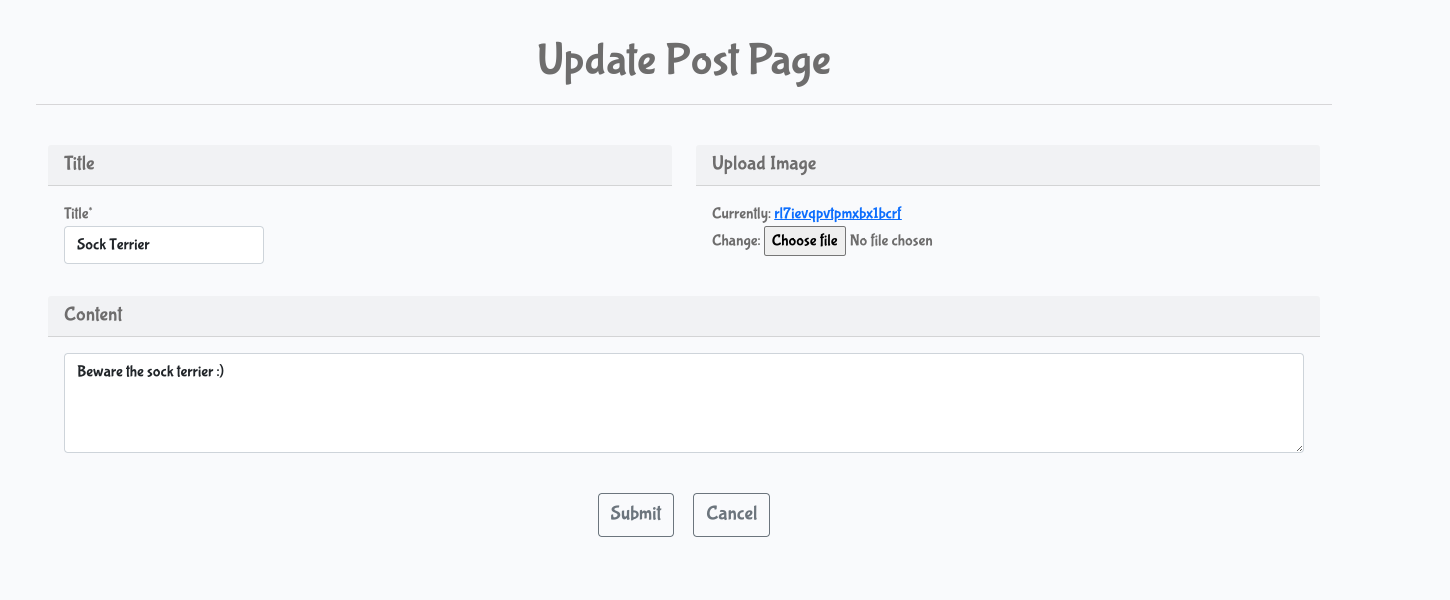 Update Post Page
Title
Upload Image
Title*
Sock Terrier
Currently: rl7ievqpvtpmxbx1bcrf
Change: Choose file No file chosen
Content
Beware the sock terrier :)
Submit
Cancel